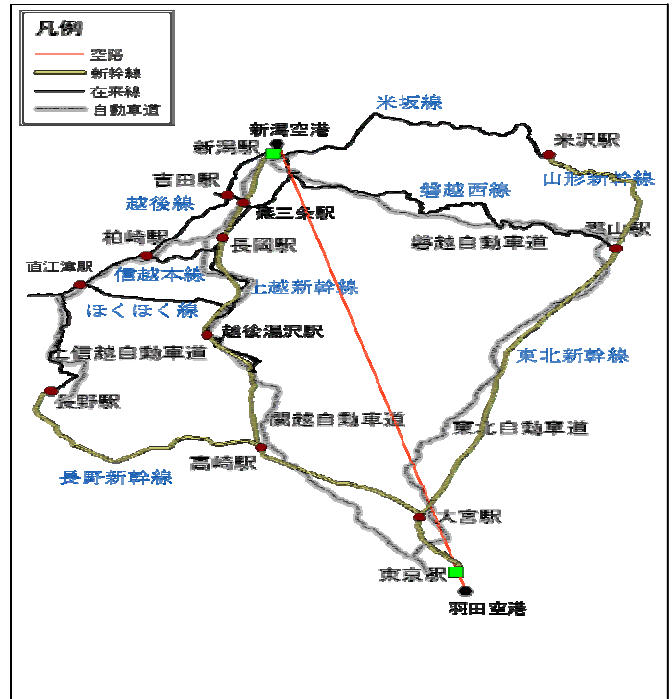 凡例
空路
新幹線
在来線
自動車道
米坂線
新潟空港
新潟駅
米沢駅
山形新幹線
吉田駅
越後線
燕三条駅
磐越西線
郡山駅
柏崎駅
長岡駅
磐越自動車道
直江津駅
信越本線
上越新幹線
ほくほく線
越後湯沢駅
上信越自動車道
東北新幹線
長野駅
関越自動車道
東北自動車道
高崎駅
長野新幹線
大宮駅
東京駅
羽田空港